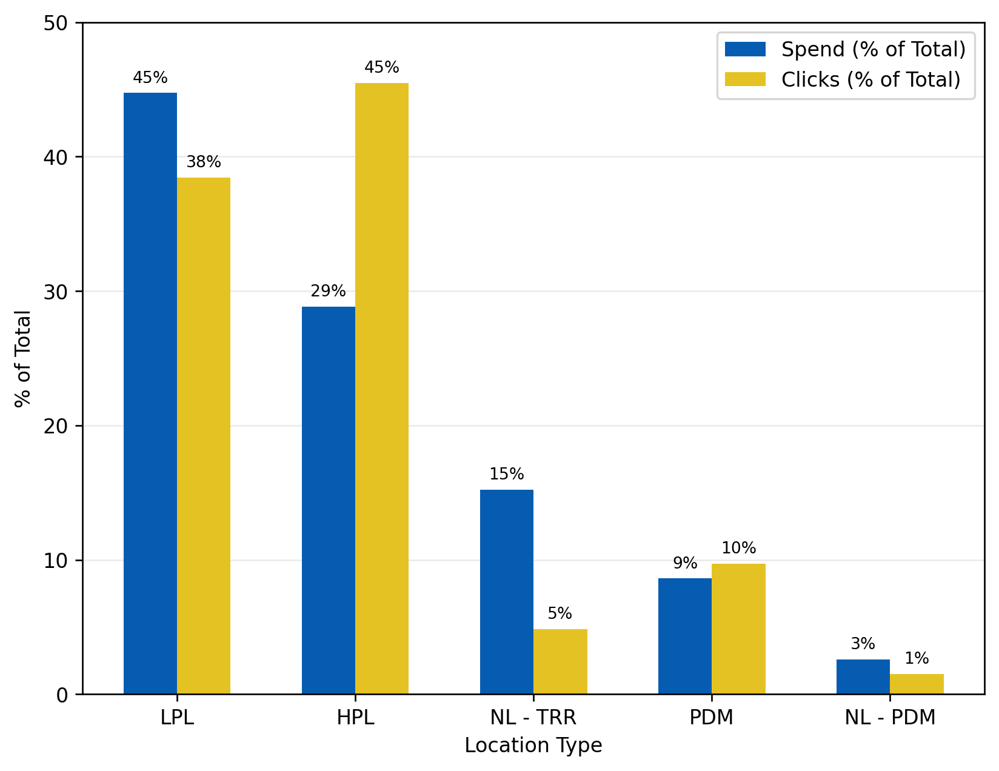 50
40
30
20
10
0
% of Total
Spend (% of Total)
Clicks (% of Total)
45%
38%
29%
45%
15%
5%
9%
10%
3%
1%
LPL
HPL
NL - TRR
PDM
NL - PDM
Location Type